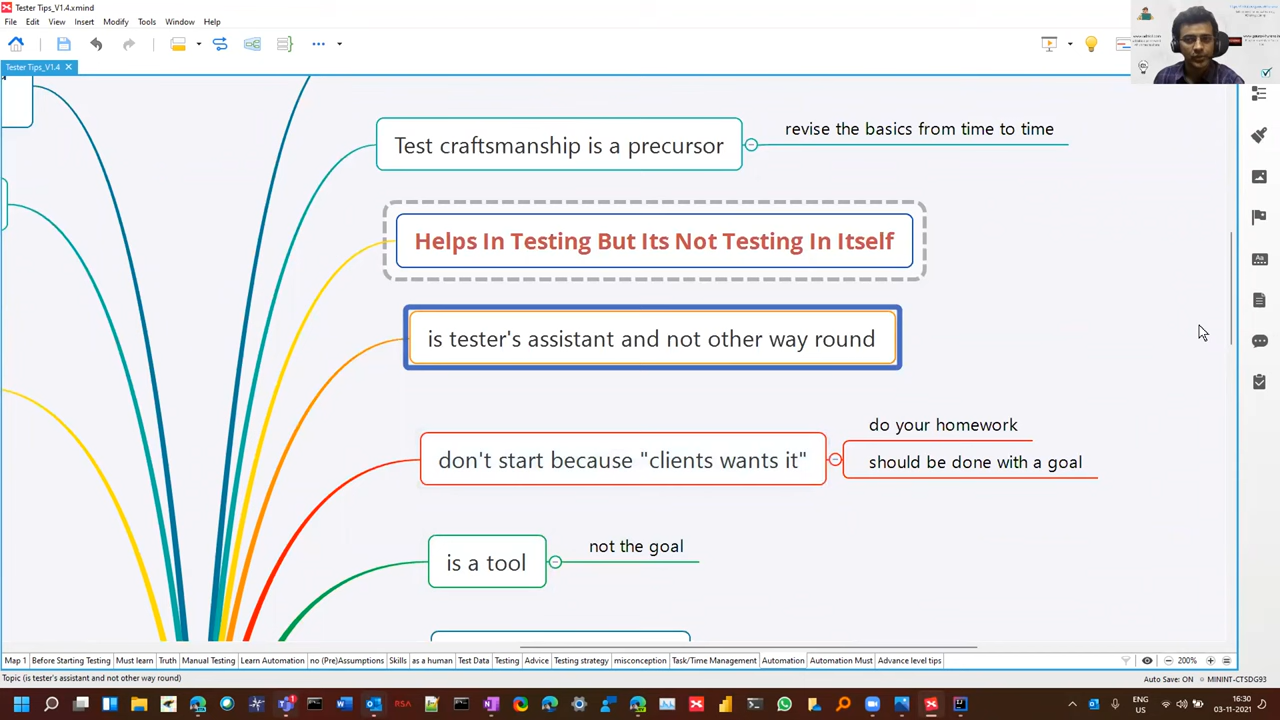 Tester Tips_V1.4.xmind
File Edit View Insert Modify Tools Window Help
Tester Tips_V1.4
Test craftsmanship is a precursor
revise the basics from time to time
Helps In Testing But Its Not Testing In Itself
is tester's assistant and not other way round
don't start because "clients wants it"
do your homework
should be done with a goal
is a tool
not the goal
Map 1 Before Starting Testing Must learn Truth Manual Testing Learn Automation no (Pre)Assumptions Skills as a human Test Data Testing Advice Testing strategy misconception Task/Time Management Automation Automation Must Advance level tips
200%
Topic (is tester's assistant and not other way round)
Auto Save: ON MININT-CTSDG93
RSA
ENG
US
16:30
03-11-2021